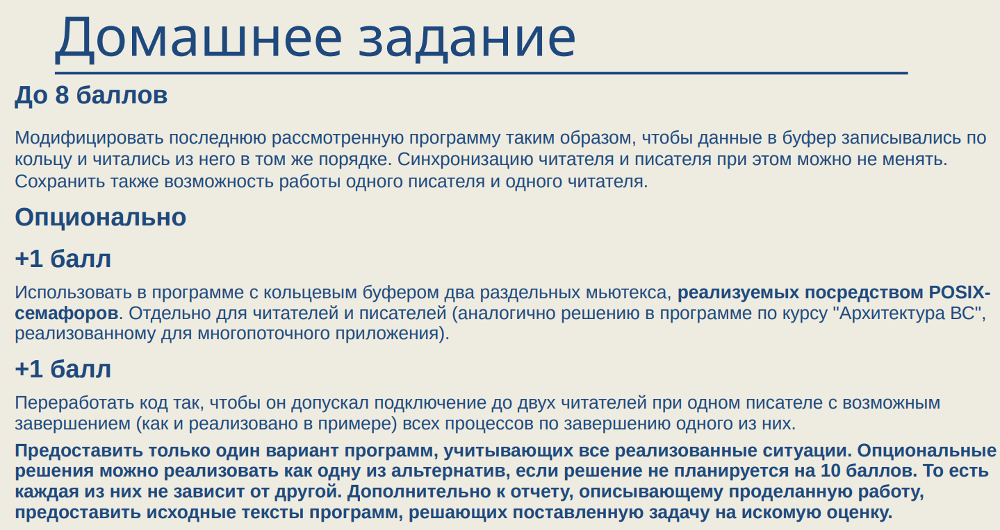 Домашнее задание
До 8 баллов
Модифицировать последнюю рассмотренную программу таким образом, чтобы данные в буфер записывались по
кольцу и читались из него в том же порядке. Синхронизацию читателя и писателя при этом можно не менять.
Сохранить также возможность работы одного писателя и одного читателя.
Опционально
+1 балл
Использовать в программе с кольцевым буфером два раздельных мьютекса, реализуемых посредством POSIX-
семафоров. Отдельно для читателей и писателей (аналогично решению в программе по курсу "Архитектура ВС",
реализованному для многопоточного приложения).
+1 балл
Переработать код так, чтобы он допускал подключение до двух читателей при одном писателе с возможным
завершением (как и реализовано в примере) всех процессов по завершению одного из них.
Предоставить только один вариант программ, учитывающих все реализованные ситуации. Опциональные
решения можно реализовать как одну из альтернатив, если решение не планируется на 10 баллов. То есть
каждая из них не зависит от другой. Дополнительно к отчету, описывающему проделанную работу,
предоставить исходные тексты программ, решающих поставленную задачу на искомую оценку.